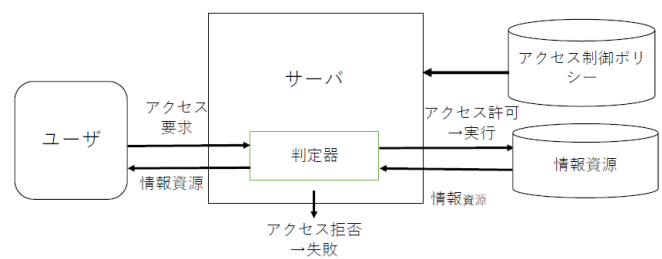 サーバ
アクセス制御ポリ
シー
アクセス
要求
アクセス許可
→実行
ユーザ
判定器
情報資源
情報資源
情報資源
アクセス拒否
→失敗